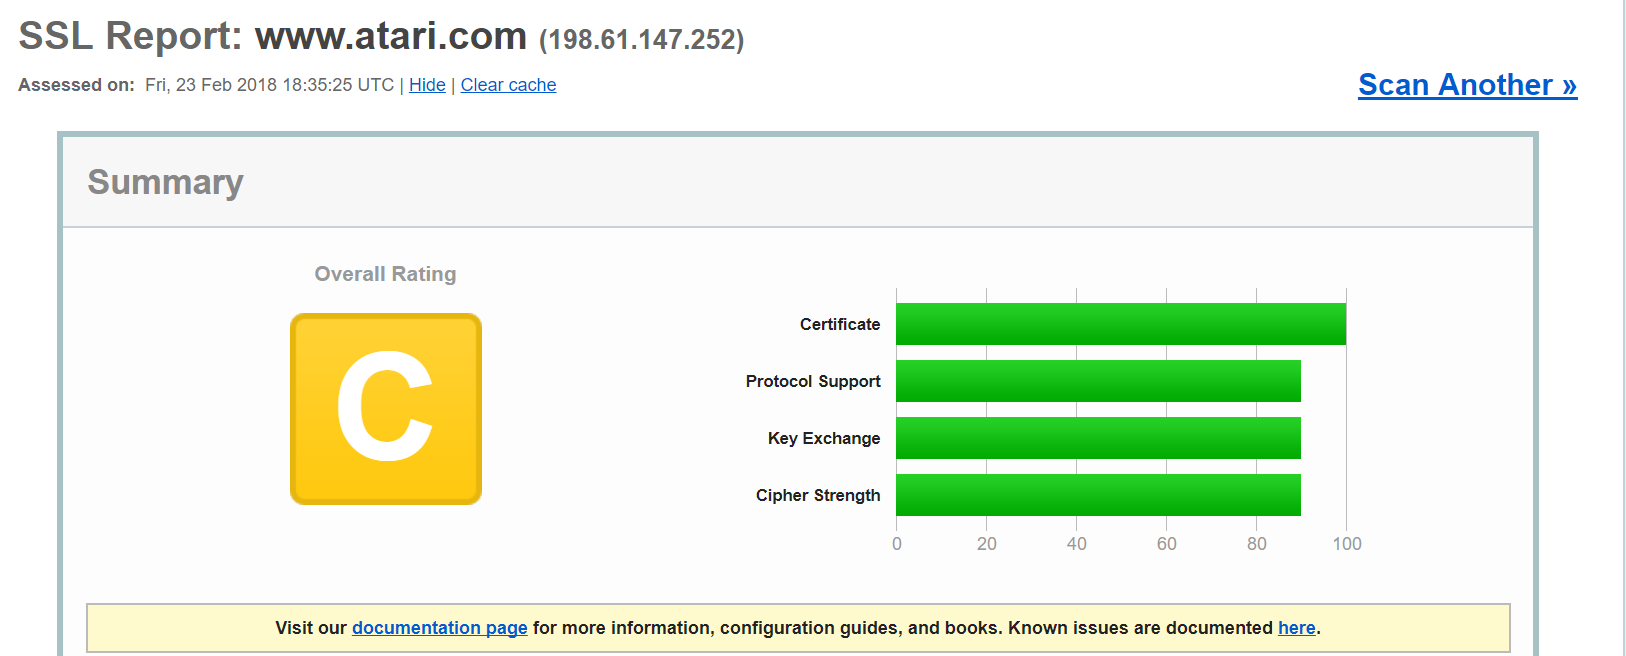 SSL Report: www.atari.com (198.61.147.252)
Assessed on: Fri, 23 Feb 2018 18:35:25 UTC | Hide | Clear cache
Scan Another »
Summary
Overall Rating
C
Certificate
Protocol Support
Key Exchange
Cipher Strength
0 20 40 60 80 100
Visit our documentation page for more information, configuration guides, and books. Known issues are documented here.